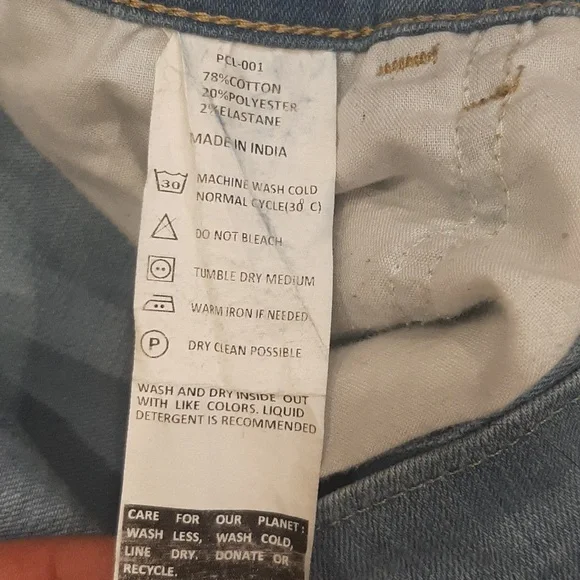 PCL-001
78%COTTON
20%POLYESTER
2%ELASTANE
MADE IN INDIA
30
MACHINE WASH COLD
NORMAL CYCLE(30° C)
DO NOT BLEACH
TUMBLE DRY MEDIUM
WARM IRON IF NEEDED
P
DRY CLEAN POSSIBLE
WASH AND DRY INSIDE OUT
WITH LIKE COLORS. LIQUID
DETERGENT IS RECOMMENDED
CARE FOR OUR PLANET:
WASH LESS, WASH COLD,
LINE DRY. DONATE OR
RECYCLE.